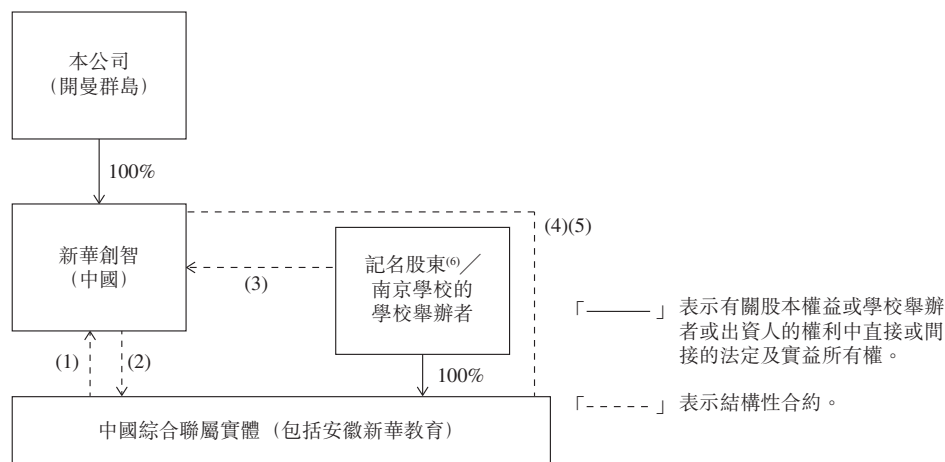 本公司
（開曼群島）
100%
新華創智
（中國）
(4)(5)
記名股東⁽⁶⁾／
南京學校的
學校舉辦者
(3)
(1)
(2)
100%
中國綜合聯屬實體（包括安徽新華教育）
「 」表示有關股本權益或學校舉辦
者或出資人的權利中直接或間
接的法定及實益所有權。
「 」表示結構性合約。